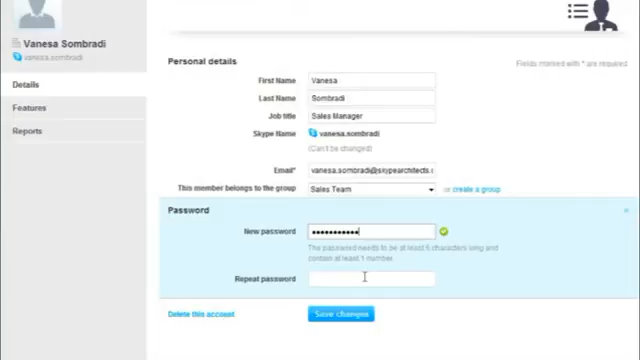 Vanesa Sombradi
vanesa.sombradi
Details
Features
Reports
Personal details
Fields marked with * are required
First Name Vanesa
Last Name Sombradi
Job title Sales Manager
Skype Name vanesa.sombradi
(Can't be changed)
Email* vanesa.sombradi@skypearchitects.c
This member belongs to the group Sales Team or create a group
Password
New password •••••••••••
The password needs to be at least 6 characters long and
contain at least 1 number.
Repeat password
Delete this account Save changes